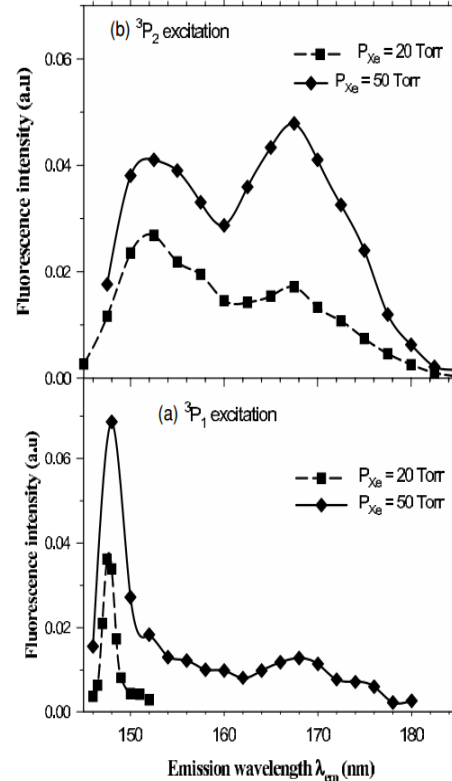 (b) ³P₂ excitation
P_Xe = 20 Torr
P_Xe = 50 Torr
Fluorescence intensity (a.u)
0.06
0.04
0.02
0.00
(a) ³P₁ excitation
P_Xe = 20 Torr
P_Xe = 50 Torr
Fluorescence intensity (a.u)
0.06
0.04
0.02
0.00
150 160 170 180
Emission wavelength λ_em (nm)